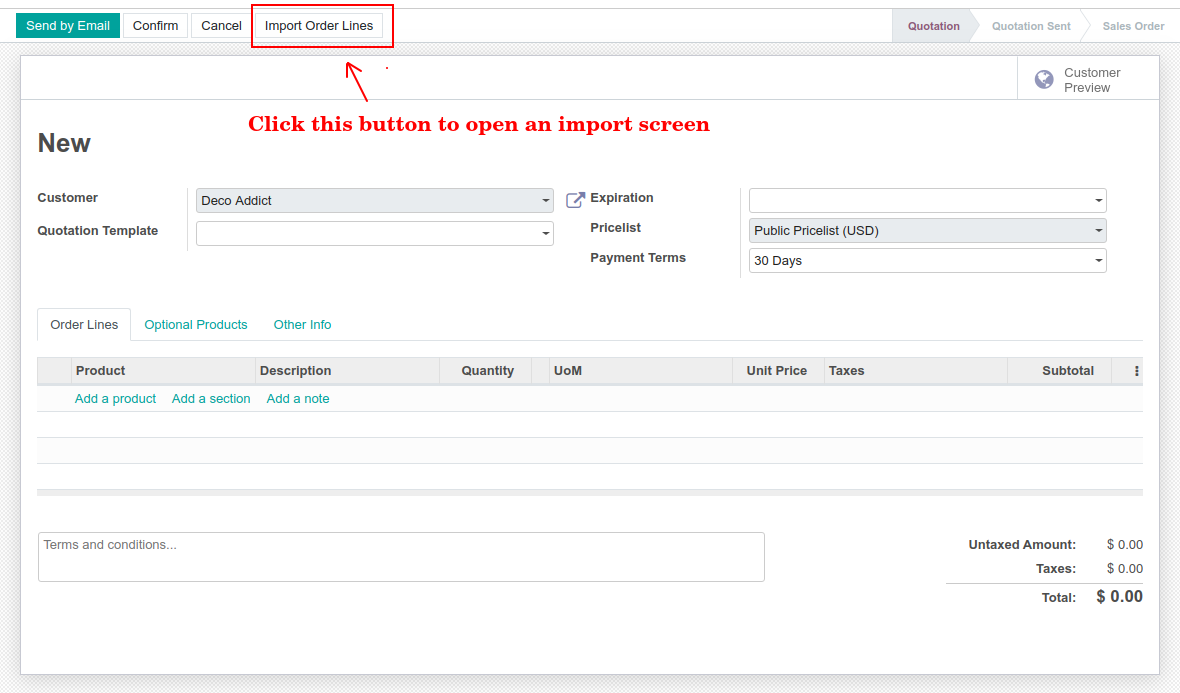 Send by Email Confirm Cancel Import Order Lines Quotation Quotation Sent Sales Order
Customer
Preview
Click this button to open an import screen
New
Customer Deco Addict Expiration
Quotation Template Pricelist Public Pricelist (USD)
Payment Terms 30 Days
Order Lines Optional Products Other Info
Product Description Quantity UoM Unit Price Taxes Subtotal
Add a product Add a section Add a note
Terms and conditions...
Untaxed Amount: $ 0.00
Taxes: $ 0.00
Total: $ 0.00